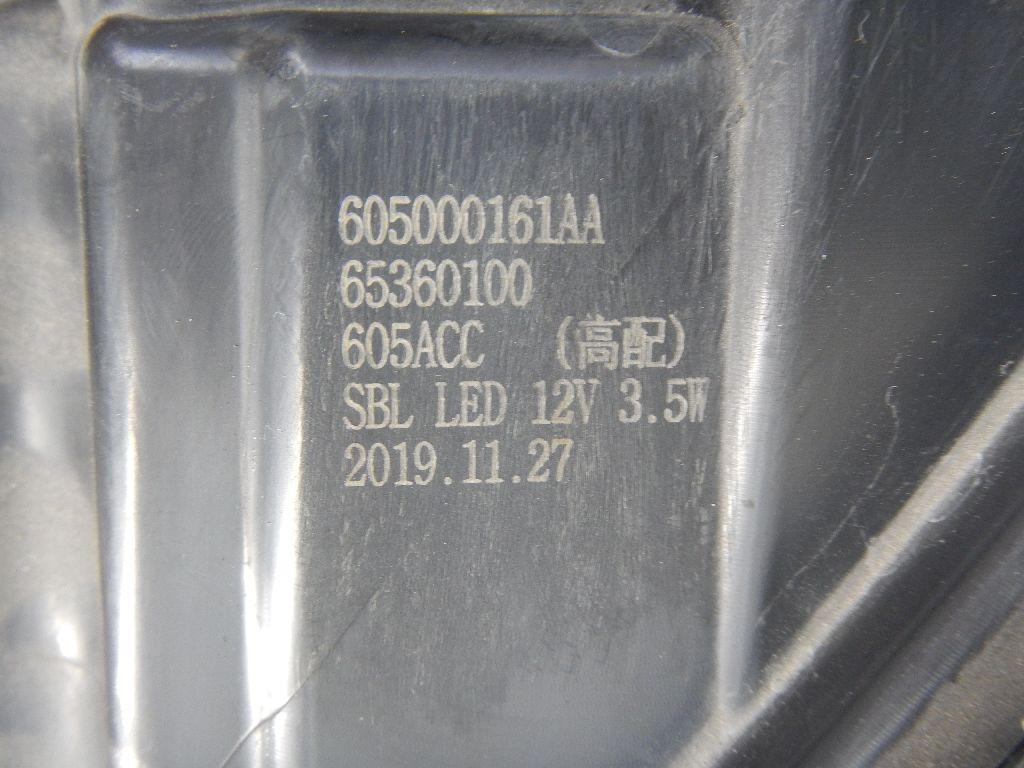 605000161AA
65360100
605ACC (高配)
SBL LED 12V 3.5W
2019.11.27